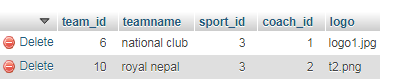 team_id teamname sport_id coach_id logo
Delete 6 national club 3 1 logo1.jpg
Delete 10 royal nepal 3 2 t2.png